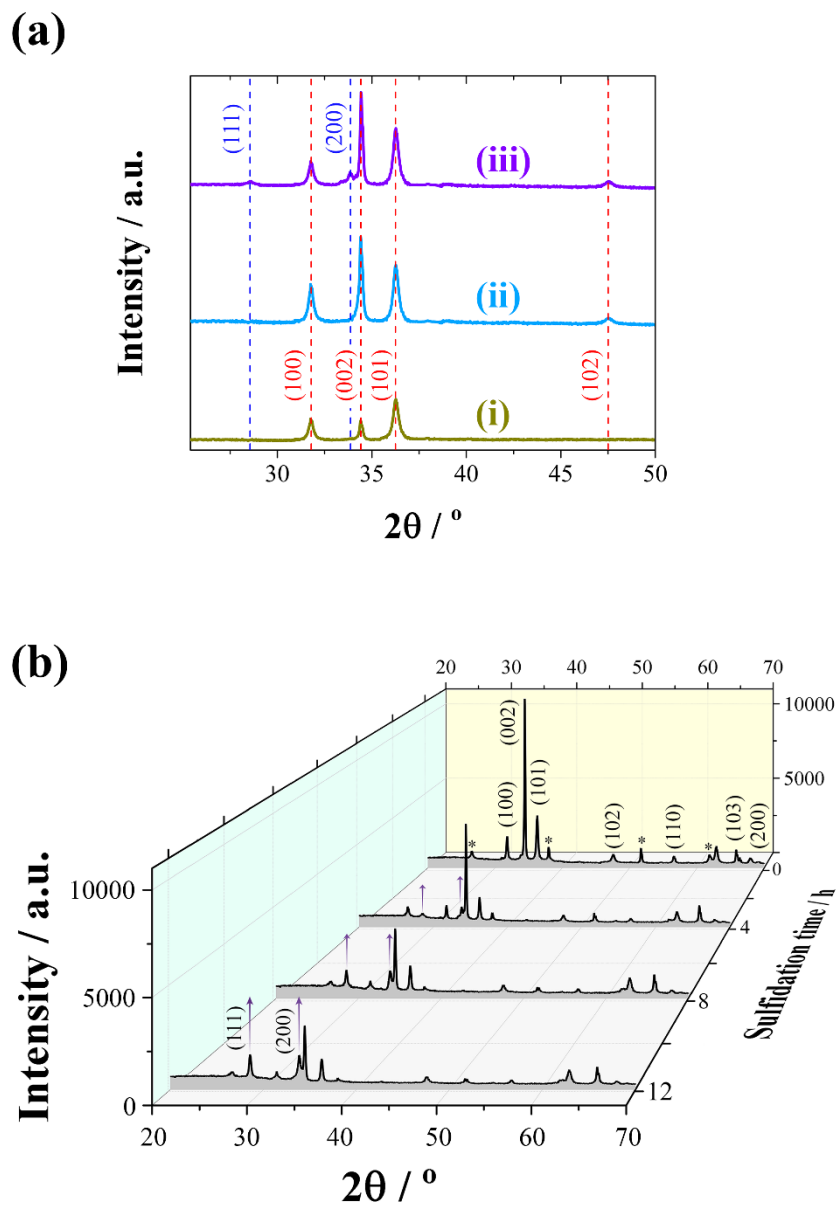 (a)
(111)
(200)
(iii)
(ii)
(100)
(002)
(101)
(102)
(i)
Intensity / a.u.
30
35
40
45
50
2θ / °
(b)
20 30 40 50 60 70
10000
5000
0
(002)
(100)
(101)
(102)
(110)
(103)
(200)
* * * *
0
4
8
12
Sulfidation time / h
10000
5000
0
(111)
(200)
Intensity / a.u.
20 30 40 50 60 70
2θ / °